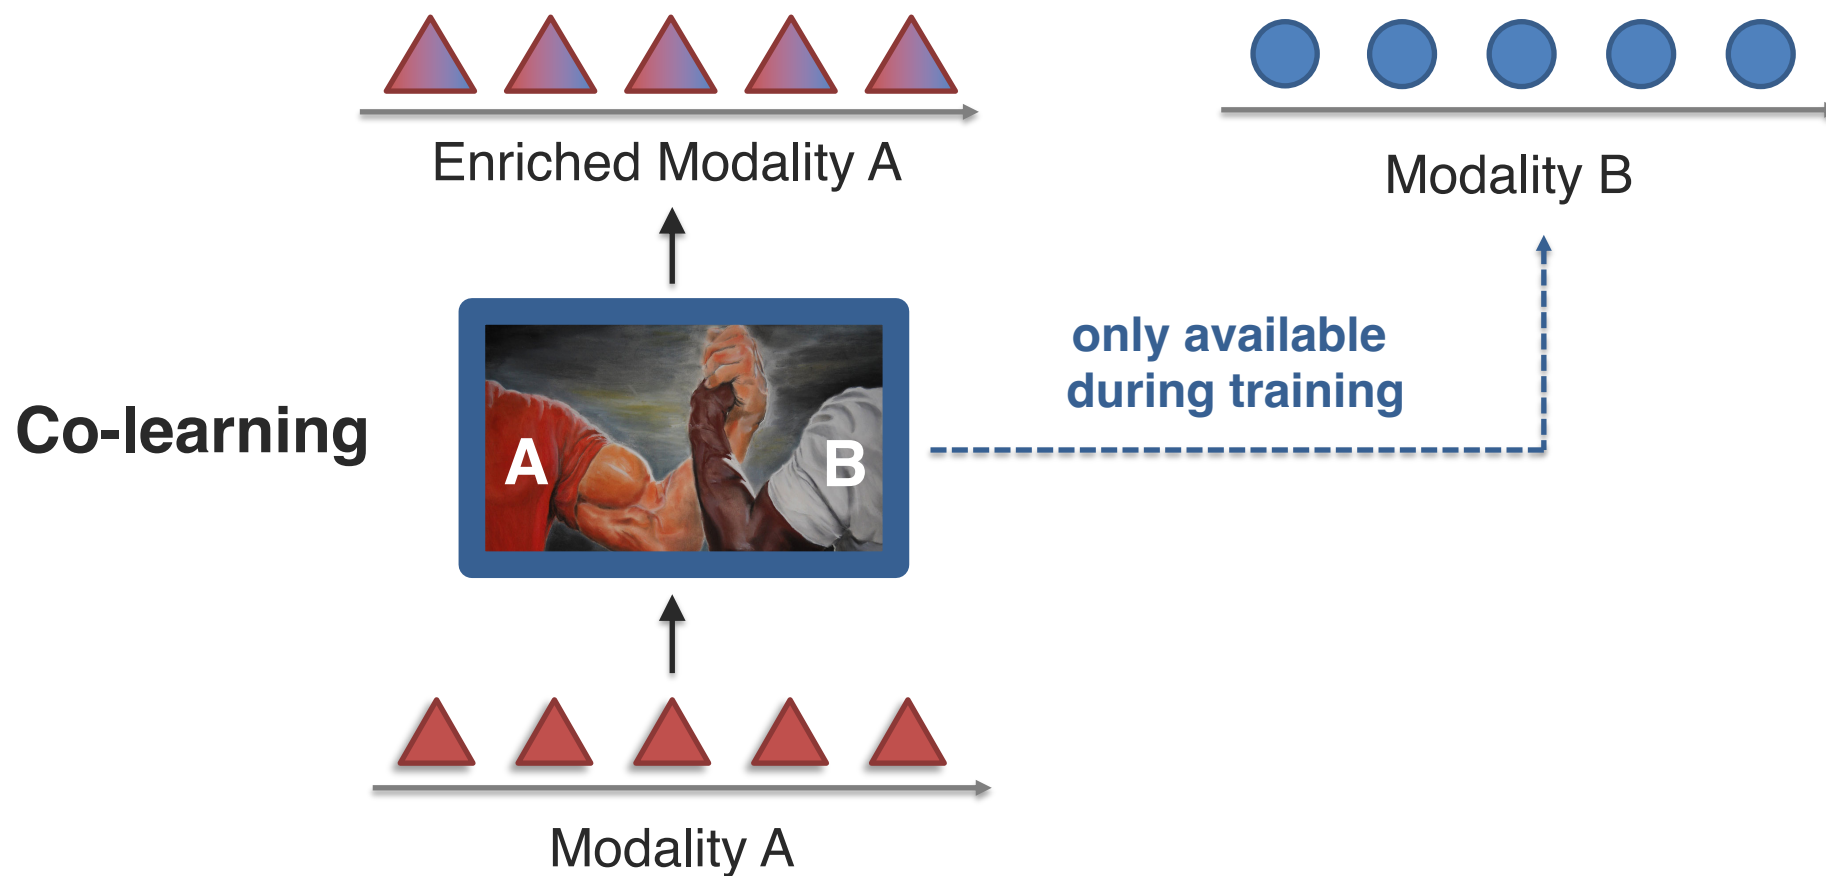 Enriched Modality A
Modality B
only available
during training
Co-learning
A
B
Modality A